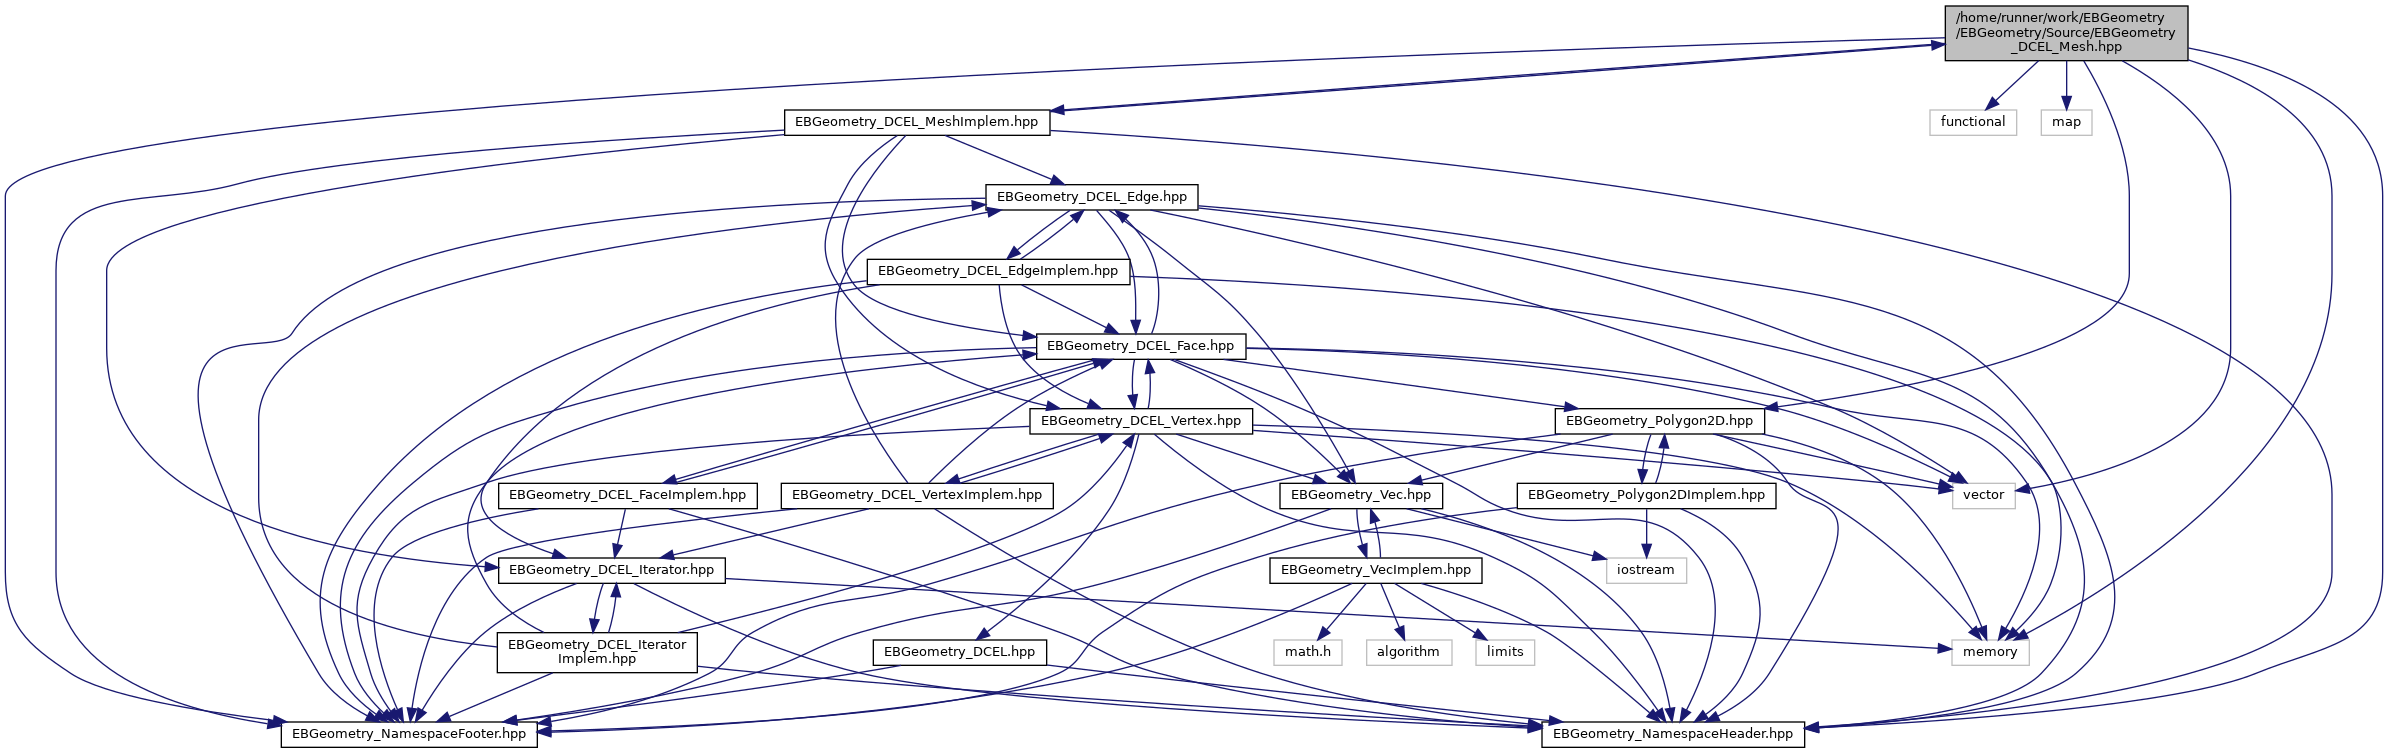 /home/runner/work/EBGeometry
/EBGeometry/Source/EBGeometry
_DCEL_Mesh.hpp
EBGeometry_DCEL_MeshImplem.hpp
functional
map
EBGeometry_DCEL_Edge.hpp
EBGeometry_DCEL_EdgeImplem.hpp
EBGeometry_DCEL_Face.hpp
EBGeometry_DCEL_Vertex.hpp
EBGeometry_Polygon2D.hpp
EBGeometry_DCEL_FaceImplem.hpp
EBGeometry_DCEL_VertexImplem.hpp
EBGeometry_Vec.hpp
EBGeometry_Polygon2DImplem.hpp
vector
EBGeometry_DCEL_Iterator.hpp
EBGeometry_VecImplem.hpp
iostream
EBGeometry_DCEL_Iterator
Implem.hpp
EBGeometry_DCEL.hpp
math.h
algorithm
limits
memory
EBGeometry_NamespaceFooter.hpp
EBGeometry_NamespaceHeader.hpp